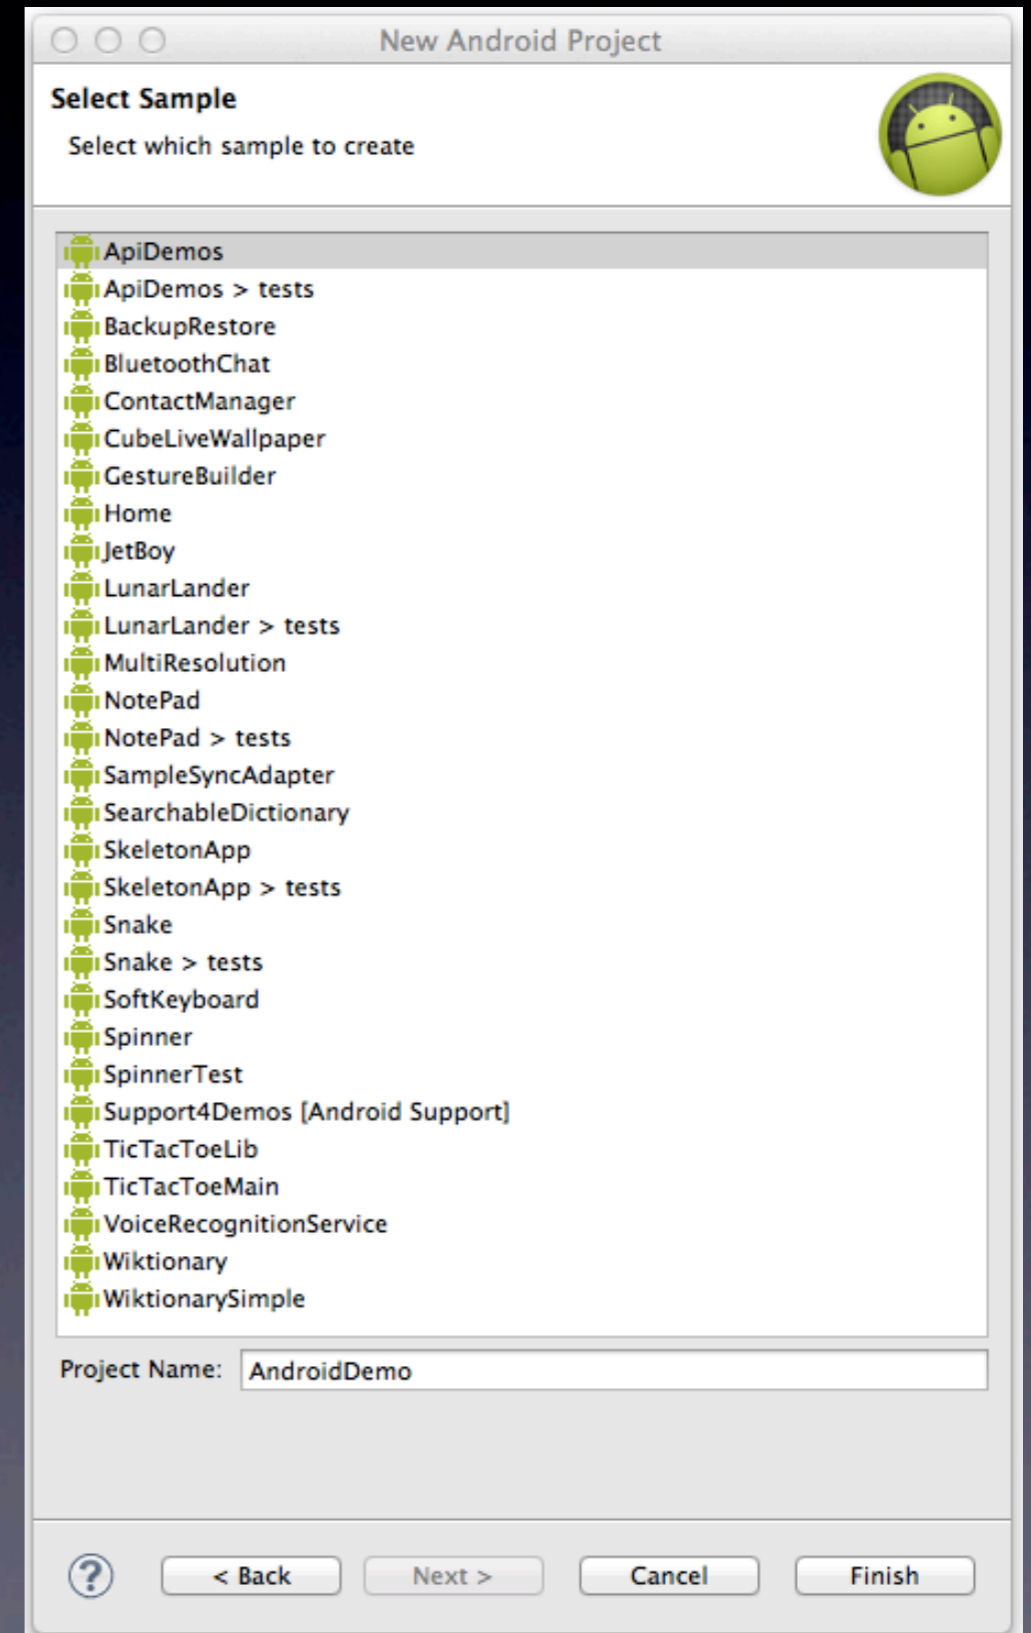 New Android Project
Select Sample
Select which sample to create
ApiDemos
ApiDemos > tests
BackupRestore
BluetoothChat
ContactManager
CubeLiveWallpaper
GestureBuilder
Home
JetBoy
LunarLander
LunarLander > tests
MultiResolution
NotePad
NotePad > tests
SampleSyncAdapter
SearchableDictionary
SkeletonApp
SkeletonApp > tests
Snake
Snake > tests
SoftKeyboard
Spinner
SpinnerTest
Support4Demos [Android Support]
TicTacToeLib
TicTacToeMain
VoiceRecognitionService
Wiktionary
WiktionarySimple
Project Name: AndroidDemo
? < Back Next > Cancel Finish